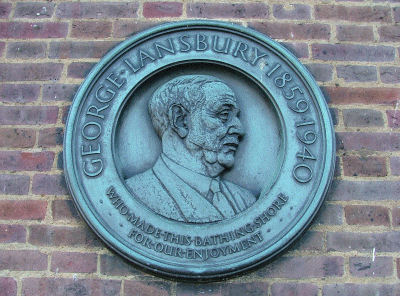 GEORGE·LANSBURY·1859·1940
WHO·MADE·THIS·BATHING·SHORE
FOR·OUR·ENJOYMENT